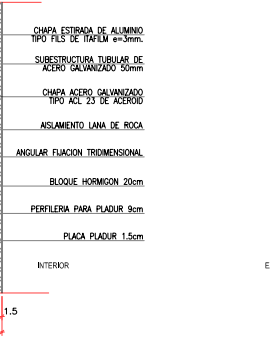 CHAPA ESTIRADA DE ALUMINIO
TIPO FILS DE ITAFILM e=3mm.
SUBESTRUCTURA TUBULAR DE
ACERO GALVANIZADO 50mm
CHAPA ACERO GALVANIZADO
TIPO ACL 23 DE ACEROID
AISLAMIENTO LANA DE ROCA
ANGULAR FIJACION TRIDIMENSIONAL
BLOQUE HORMIGON 20cm
PERFILERIA PARA PLADUR 9cm
PLACA PLADUR 1.5cm
INTERIOR
E
1.5